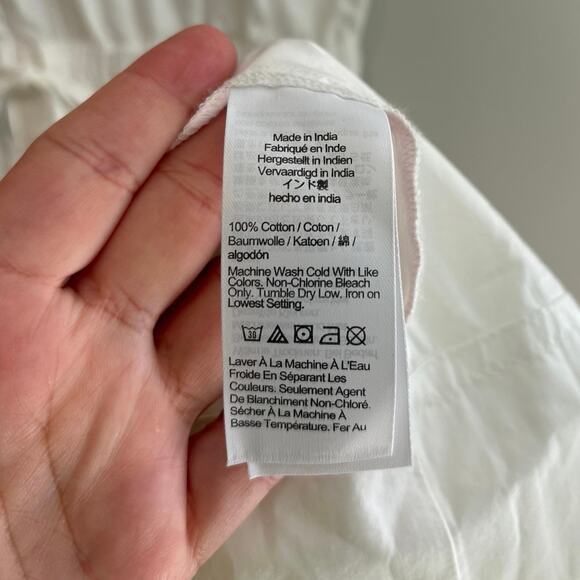 Made in India
Fabriqué en Inde
Hergestellt in Indien
Vervaardigd in India
インド製
hecho en india
100% Cotton / Coton /
Baumwolle / Katoen / 綿 /
algodón
Machine Wash Cold With Like
Colors. Non-Chlorine Bleach
Only. Tumble Dry Low. Iron on
Lowest Setting.
30
Laver À La Machine À L'Eau
Froide En Séparant Les
Couleurs. Seulement Agent
De Blanchiment Non-Chloré.
Sécher À La Machine À
Basse Température. Fer Au